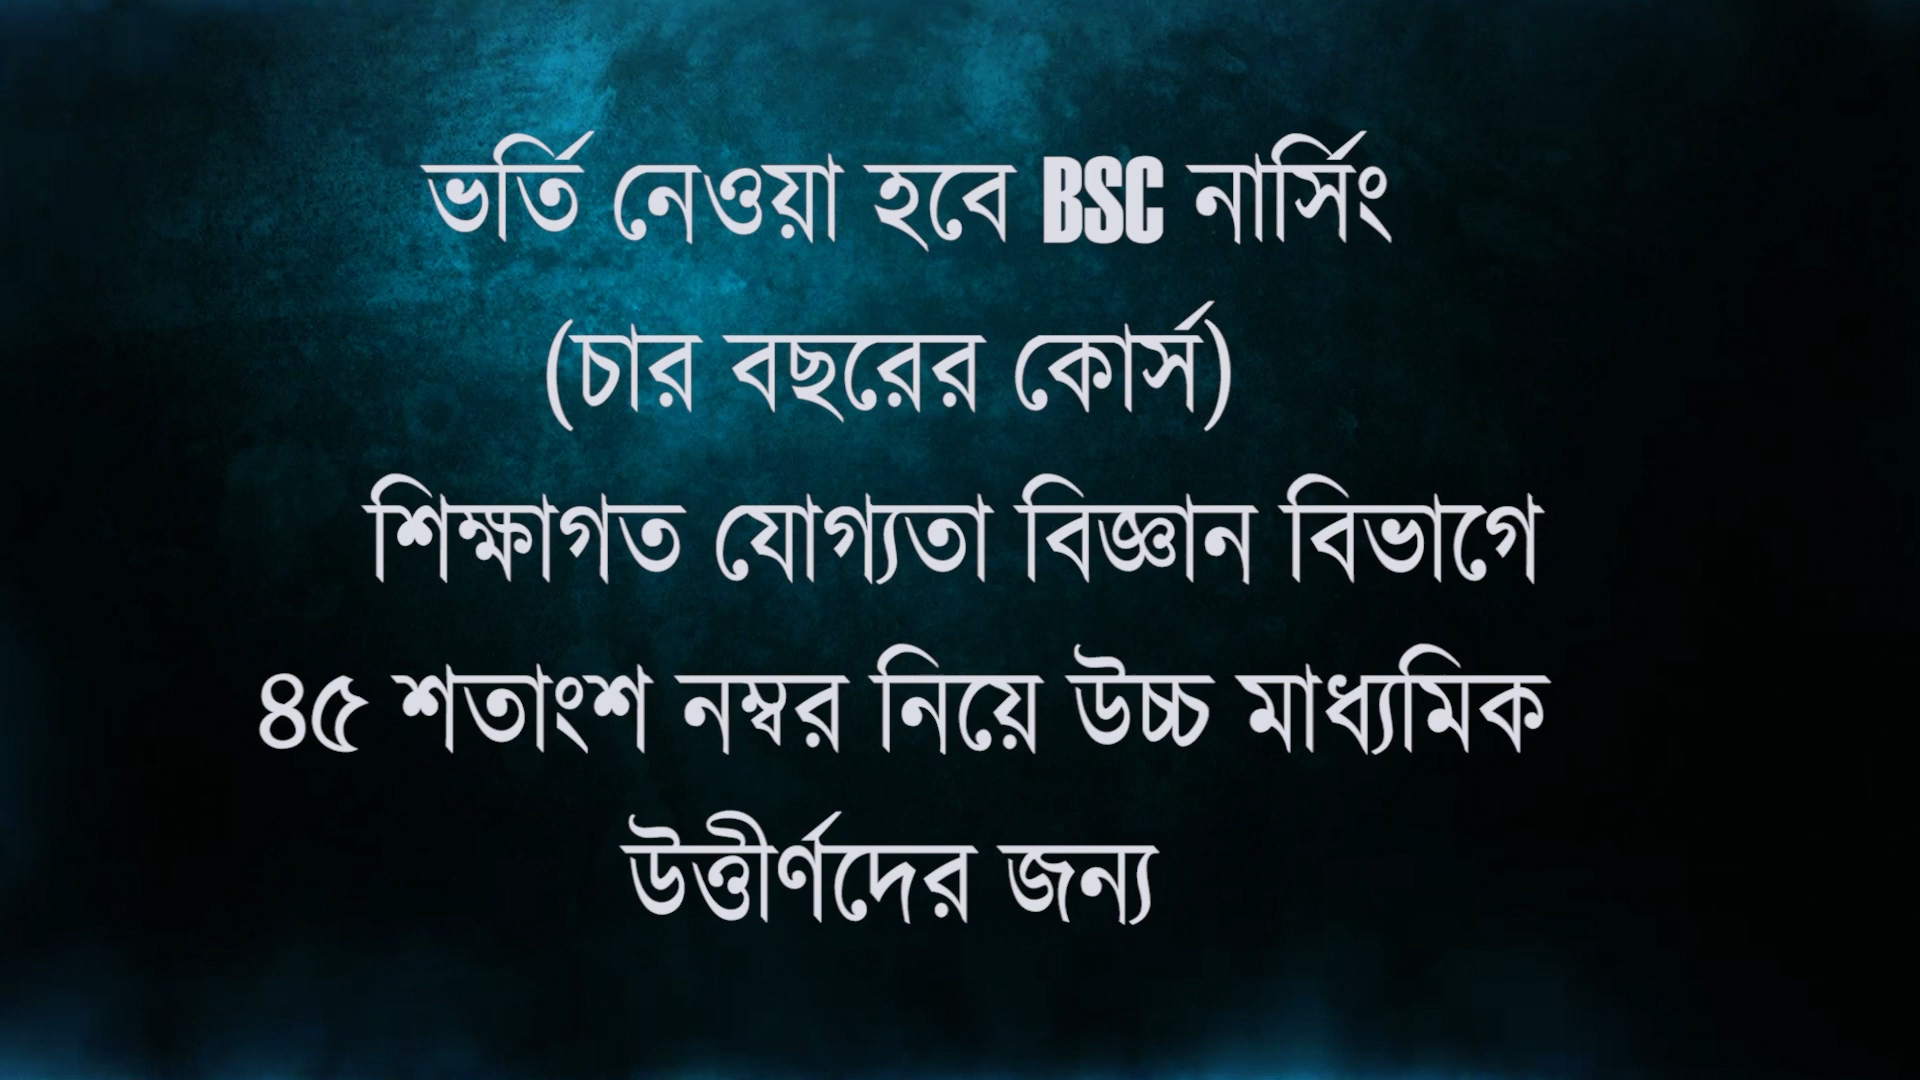 ভর্তি নেওয়া হবে BSC নার্সিং
(চার বছরের কোর্স)
শিক্ষাগত যোগ্যতা বিজ্ঞান বিভাগে
৪৫ শতাংশ নম্বর নিয়ে উচ্চ মাধ্যমিক
উত্তীর্ণদের জন্য